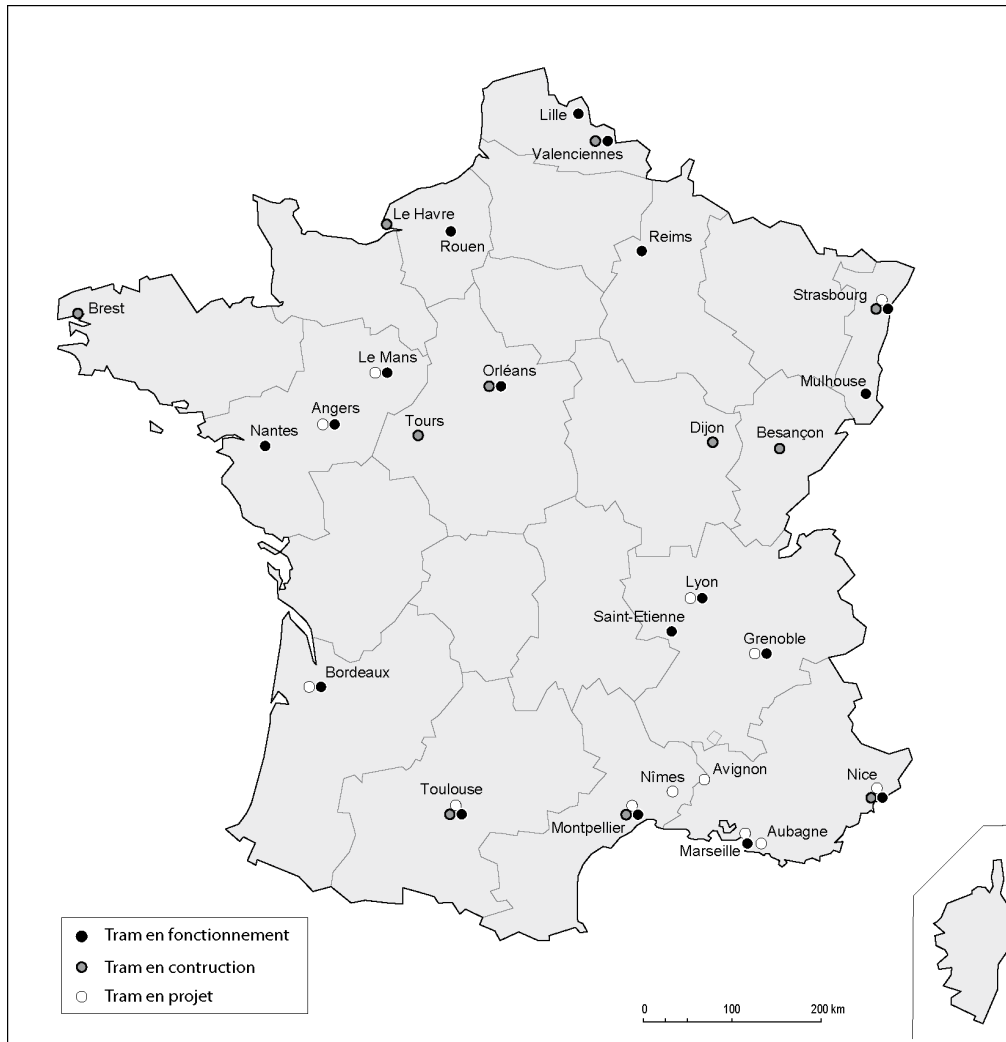 Lille
Valenciennes
Le Havre
Rouen
Reims
Strasbourg
Brest
Le Mans
Orléans
Mulhouse
Angers
Tours
Nantes
Dijon
Besançon
Lyon
Saint-Etienne
Grenoble
Bordeaux
Avignon
Nîmes
Nice
Toulouse
Montpellier
Aubagne
Marseille
Tram en fonctionnement
Tram en contruction
Tram en projet
0 100 200 km